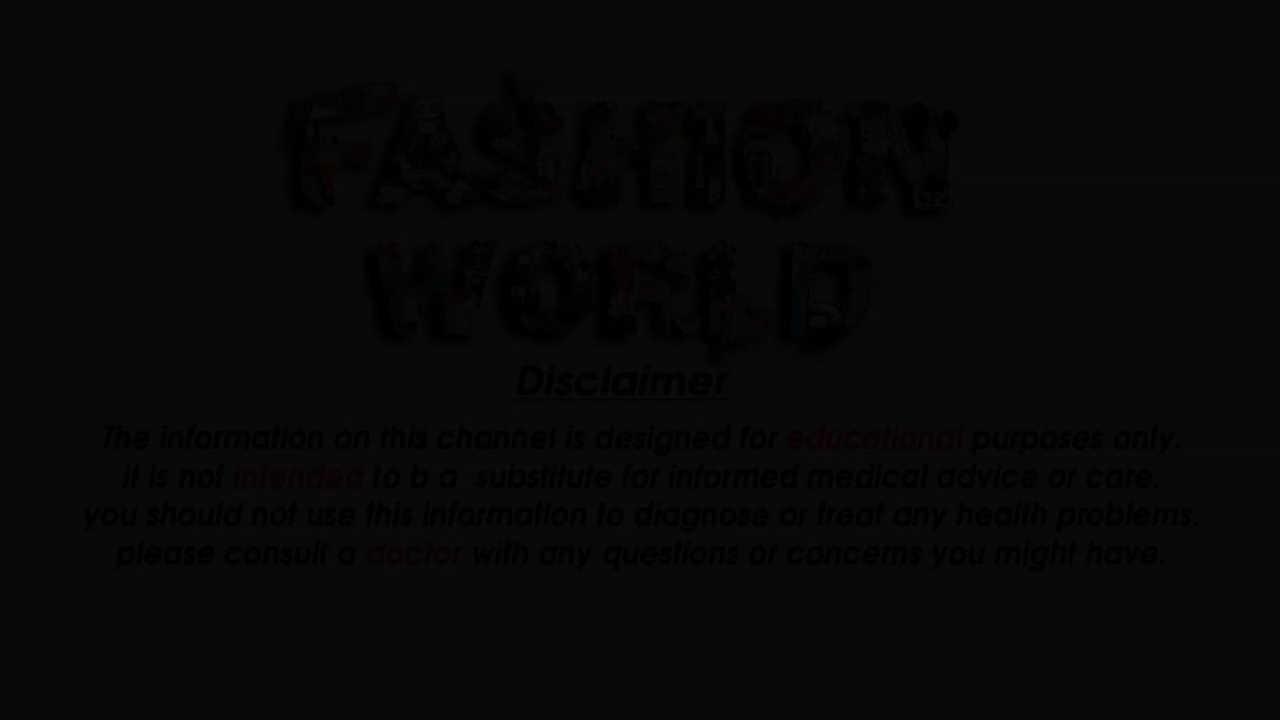 FASHION
WORLD
Disclaimer
The information on this channel is designed for educational purposes only.
it is not intended to b a substitute for informed medical advice or care.
you should not use this information to diagnose or treat any health problems.
please consult a doctor with any questions or concerns you might have.